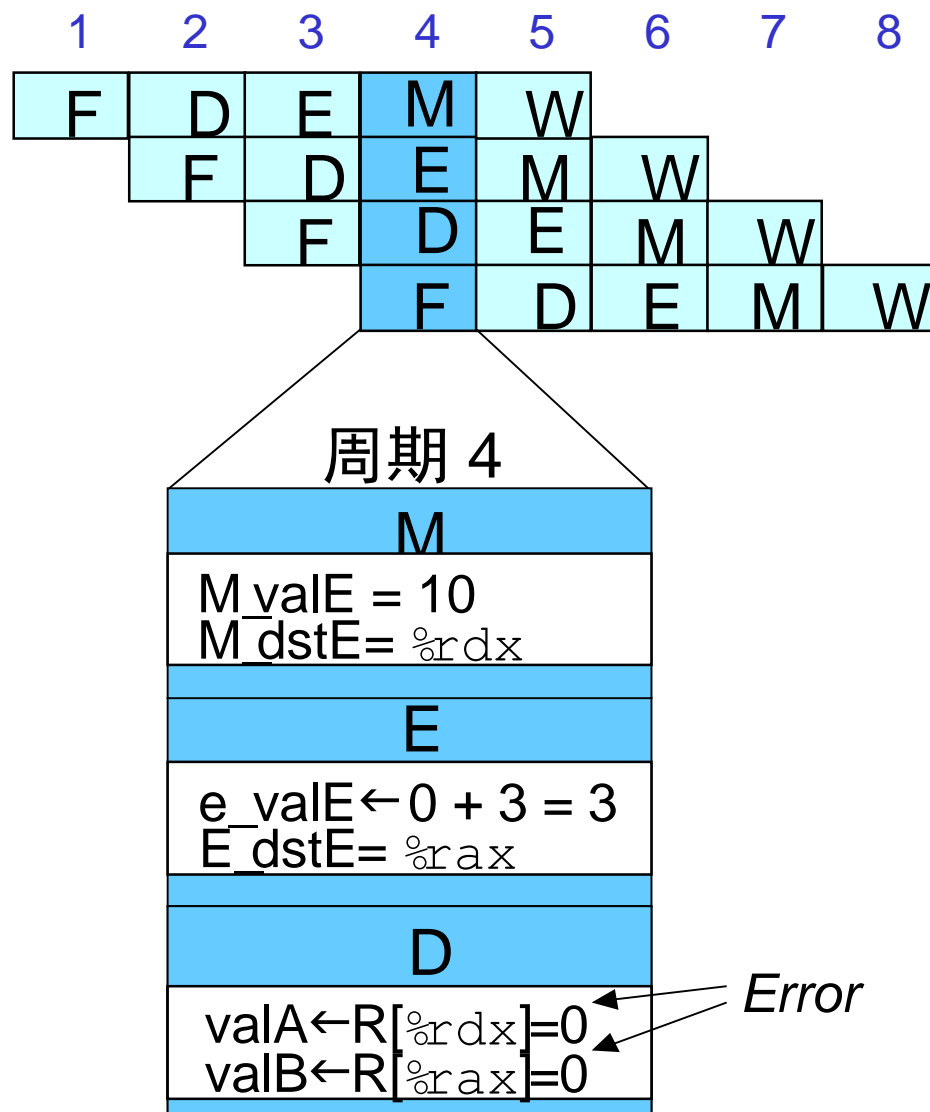 1 2 3 4 5 6 7 8
F D E M W
F D E M W
F D E M W
F D E M W
周期 4
M
M_valE = 10
M_dstE= %rdx
E
e_valE←0 + 3 = 3
E_dstE= %rax
D
valA←R[%rdx]=0
valB←R[%rax]=0
Error